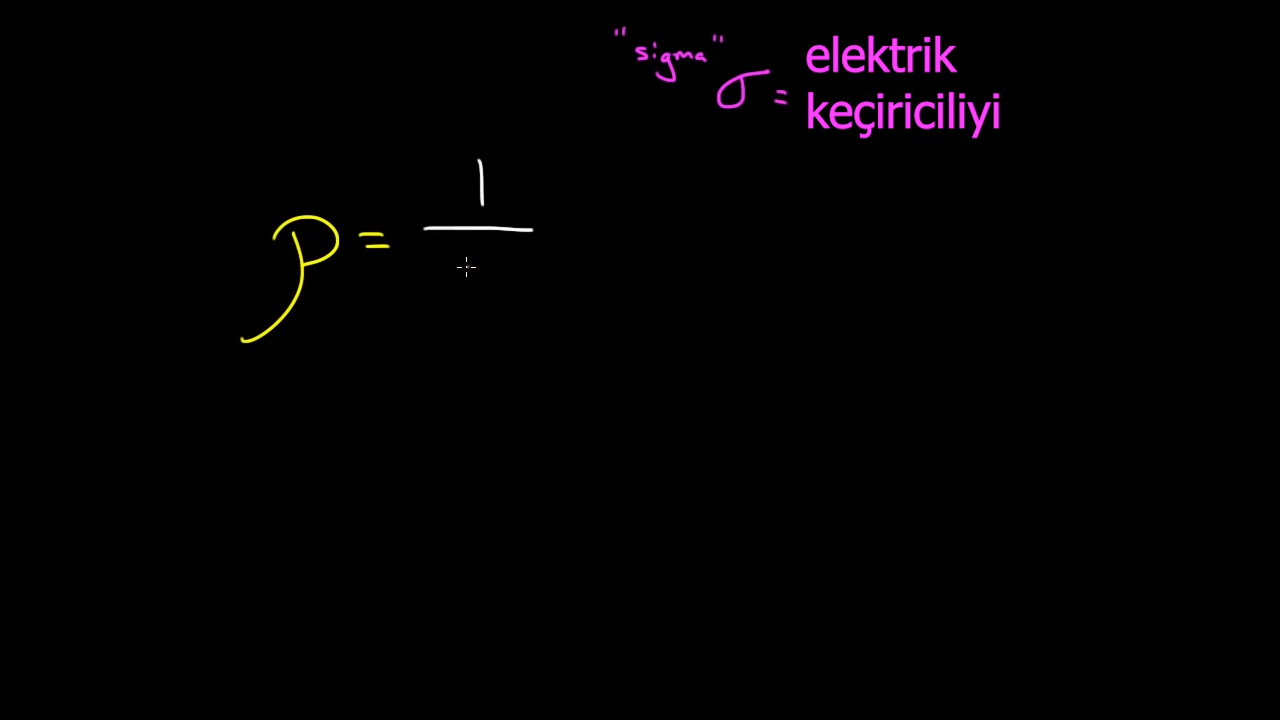 "sigma" σ = elektrik
keçiriciliyi
ρ = 1